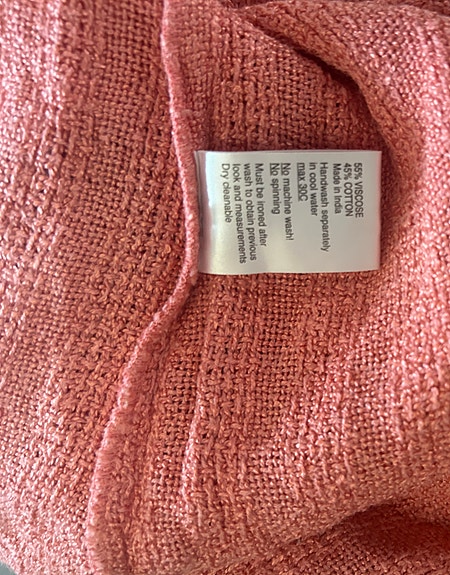 55% VISCOSE
45% COTTON
Made in India
Handwash separately
in cool water
max 30C
No machine wash!
No spinning
Must be ironed after
wash to obtain previous
look and measurements
Dry cleanable